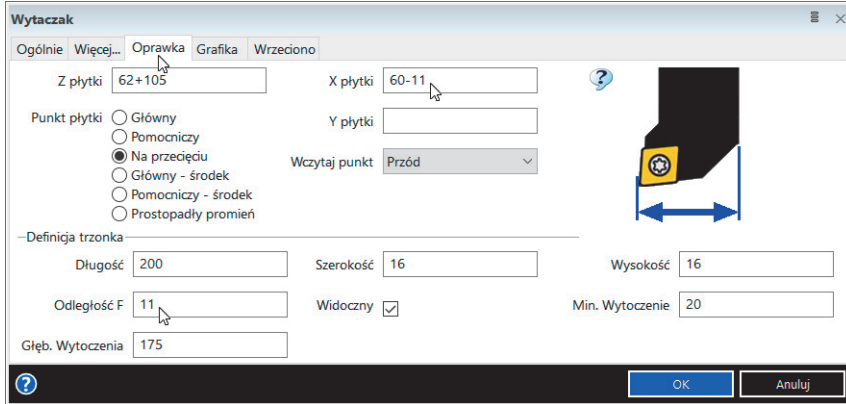 Wytaczak
Ogólnie Więcej... Oprawka Grafika Wrzeciono
Z płytki 62+105 X płytki 60-11
Punkt płytki Główny Y płytki
Pomocniczy
Na przecięciu Wczytaj punkt Przód
Główny - środek
Pomocniczy - środek
Prostopadły promień
Definicja trzonka
Długość 200 Szerokość 16 Wysokość 16
Odległość F 11 Widoczny Min. Wytoczenie 20
Głęb. Wytoczenia 175
OK Anuluj